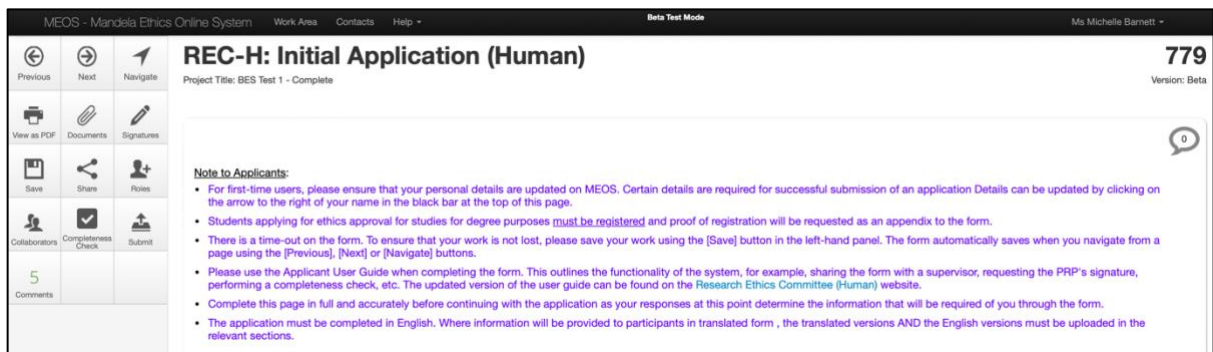 MEOS - Mandela Ethics Online System Work Area Contacts Help
Beta Test Mode
Ms Michelle Barnett
Previous
Next
Navigate
View as PDF
Documents
Signatures
Save
Share
Roles
Collaborators
Completeness
Check
Submit
5
Comments
REC-H: Initial Application (Human)
779
Project Title: BES Test 1 - Complete
Version: Beta
0
Note to Applicants:
• For first-time users, please ensure that your personal details are updated on MEOS. Certain details are required for successful submission of an application Details can be updated by clicking on
the arrow to the right of your name in the black bar at the top of this page.
• Students applying for ethics approval for studies for degree purposes must be registered and proof of registration will be requested as an appendix to the form.
• There is a time-out on the form. To ensure that your work is not lost, please save your work using the [Save] button in the left-hand panel. The form automatically saves when you navigate from a
page using the [Previous], [Next] or [Navigate] buttons.
• Please use the Applicant User Guide when completing the form. This outlines the functionality of the system, for example, sharing the form with a supervisor, requesting the PRP's signature,
performing a completeness check, etc. The updated version of the user guide can be found on the Research Ethics Committee (Human) website.
• Complete this page in full and accurately before continuing with the application as your responses at this point determine the information that will be required of you through the form.
• The application must be completed in English. Where information will be provided to participants in translated form , the translated versions AND the English versions must be uploaded in the
relevant sections.